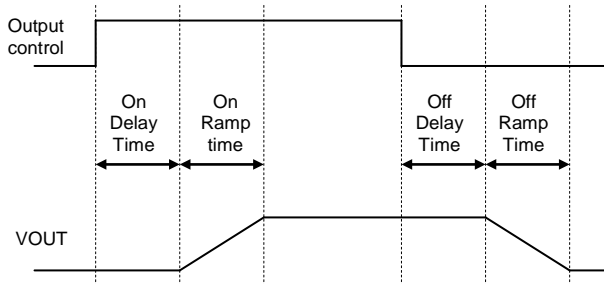 Output
control
On
Delay
Time
On
Ramp
time
Off
Delay
Time
Off
Ramp
Time
VOUT